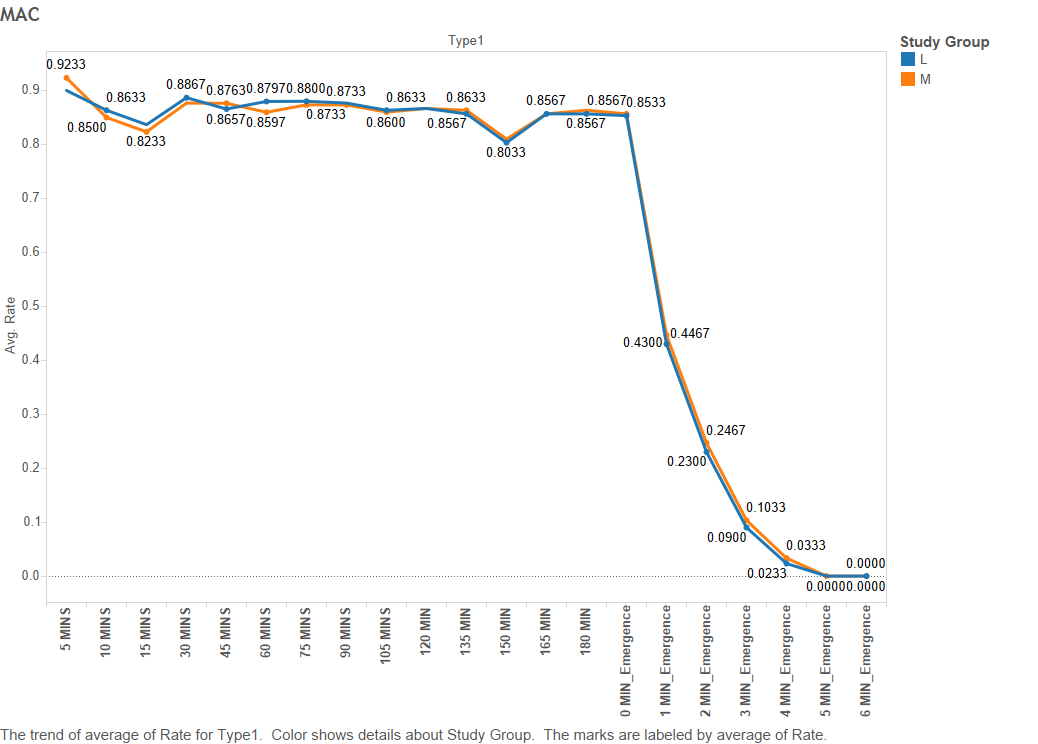 MAC
Type1
Study Group
L
M
Avg. Rate
0.9
0.8
0.7
0.6
0.5
0.4
0.3
0.2
0.1
0.0
0.9233
0.8633
0.8500
0.8233
0.8867
0.8763
0.8657
0.8797
0.8597
0.8800
0.8733
0.8733
0.8633
0.8600
0.8633
0.8567
0.8033
0.8567
0.8567
0.8567
0.8533
0.4467
0.4300
0.2467
0.2300
0.1033
0.0900
0.0333
0.0233
0.0000
0.0000
0.0000
5 MINS
10 MINS
15 MINS
30 MINS
45 MINS
60 MINS
75 MINS
90 MINS
105 MINS
120 MIN
135 MIN
150 MIN
165 MIN
180 MIN
0 MIN_Emergence
1 MIN_Emergence
2 MIN_Emergence
3 MIN_Emergence
4 MIN_Emergence
5 MIN_Emergence
6 MIN_Emergence
The trend of average of Rate for Type1.  Color shows details about Study Group.  The marks are labeled by average of Rate.